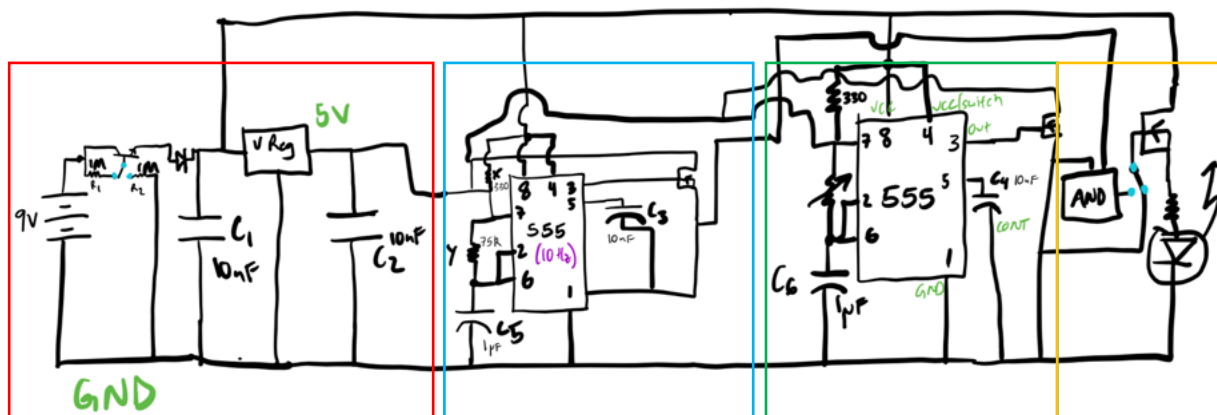 5V
GND
9V
1M
R1
1M
R2
V Reg
C1
10nF
10nF
C2
330
X
Y
75k
8
4
3
5
7
555
(10Hz)
2
6
1
C3
10nF
C5
1µF
330
VCC
VCC/switch
Out
7
8
4
3
5
555
2
6
1
C4
10nF
CONT
GND
C6
1µF
AND